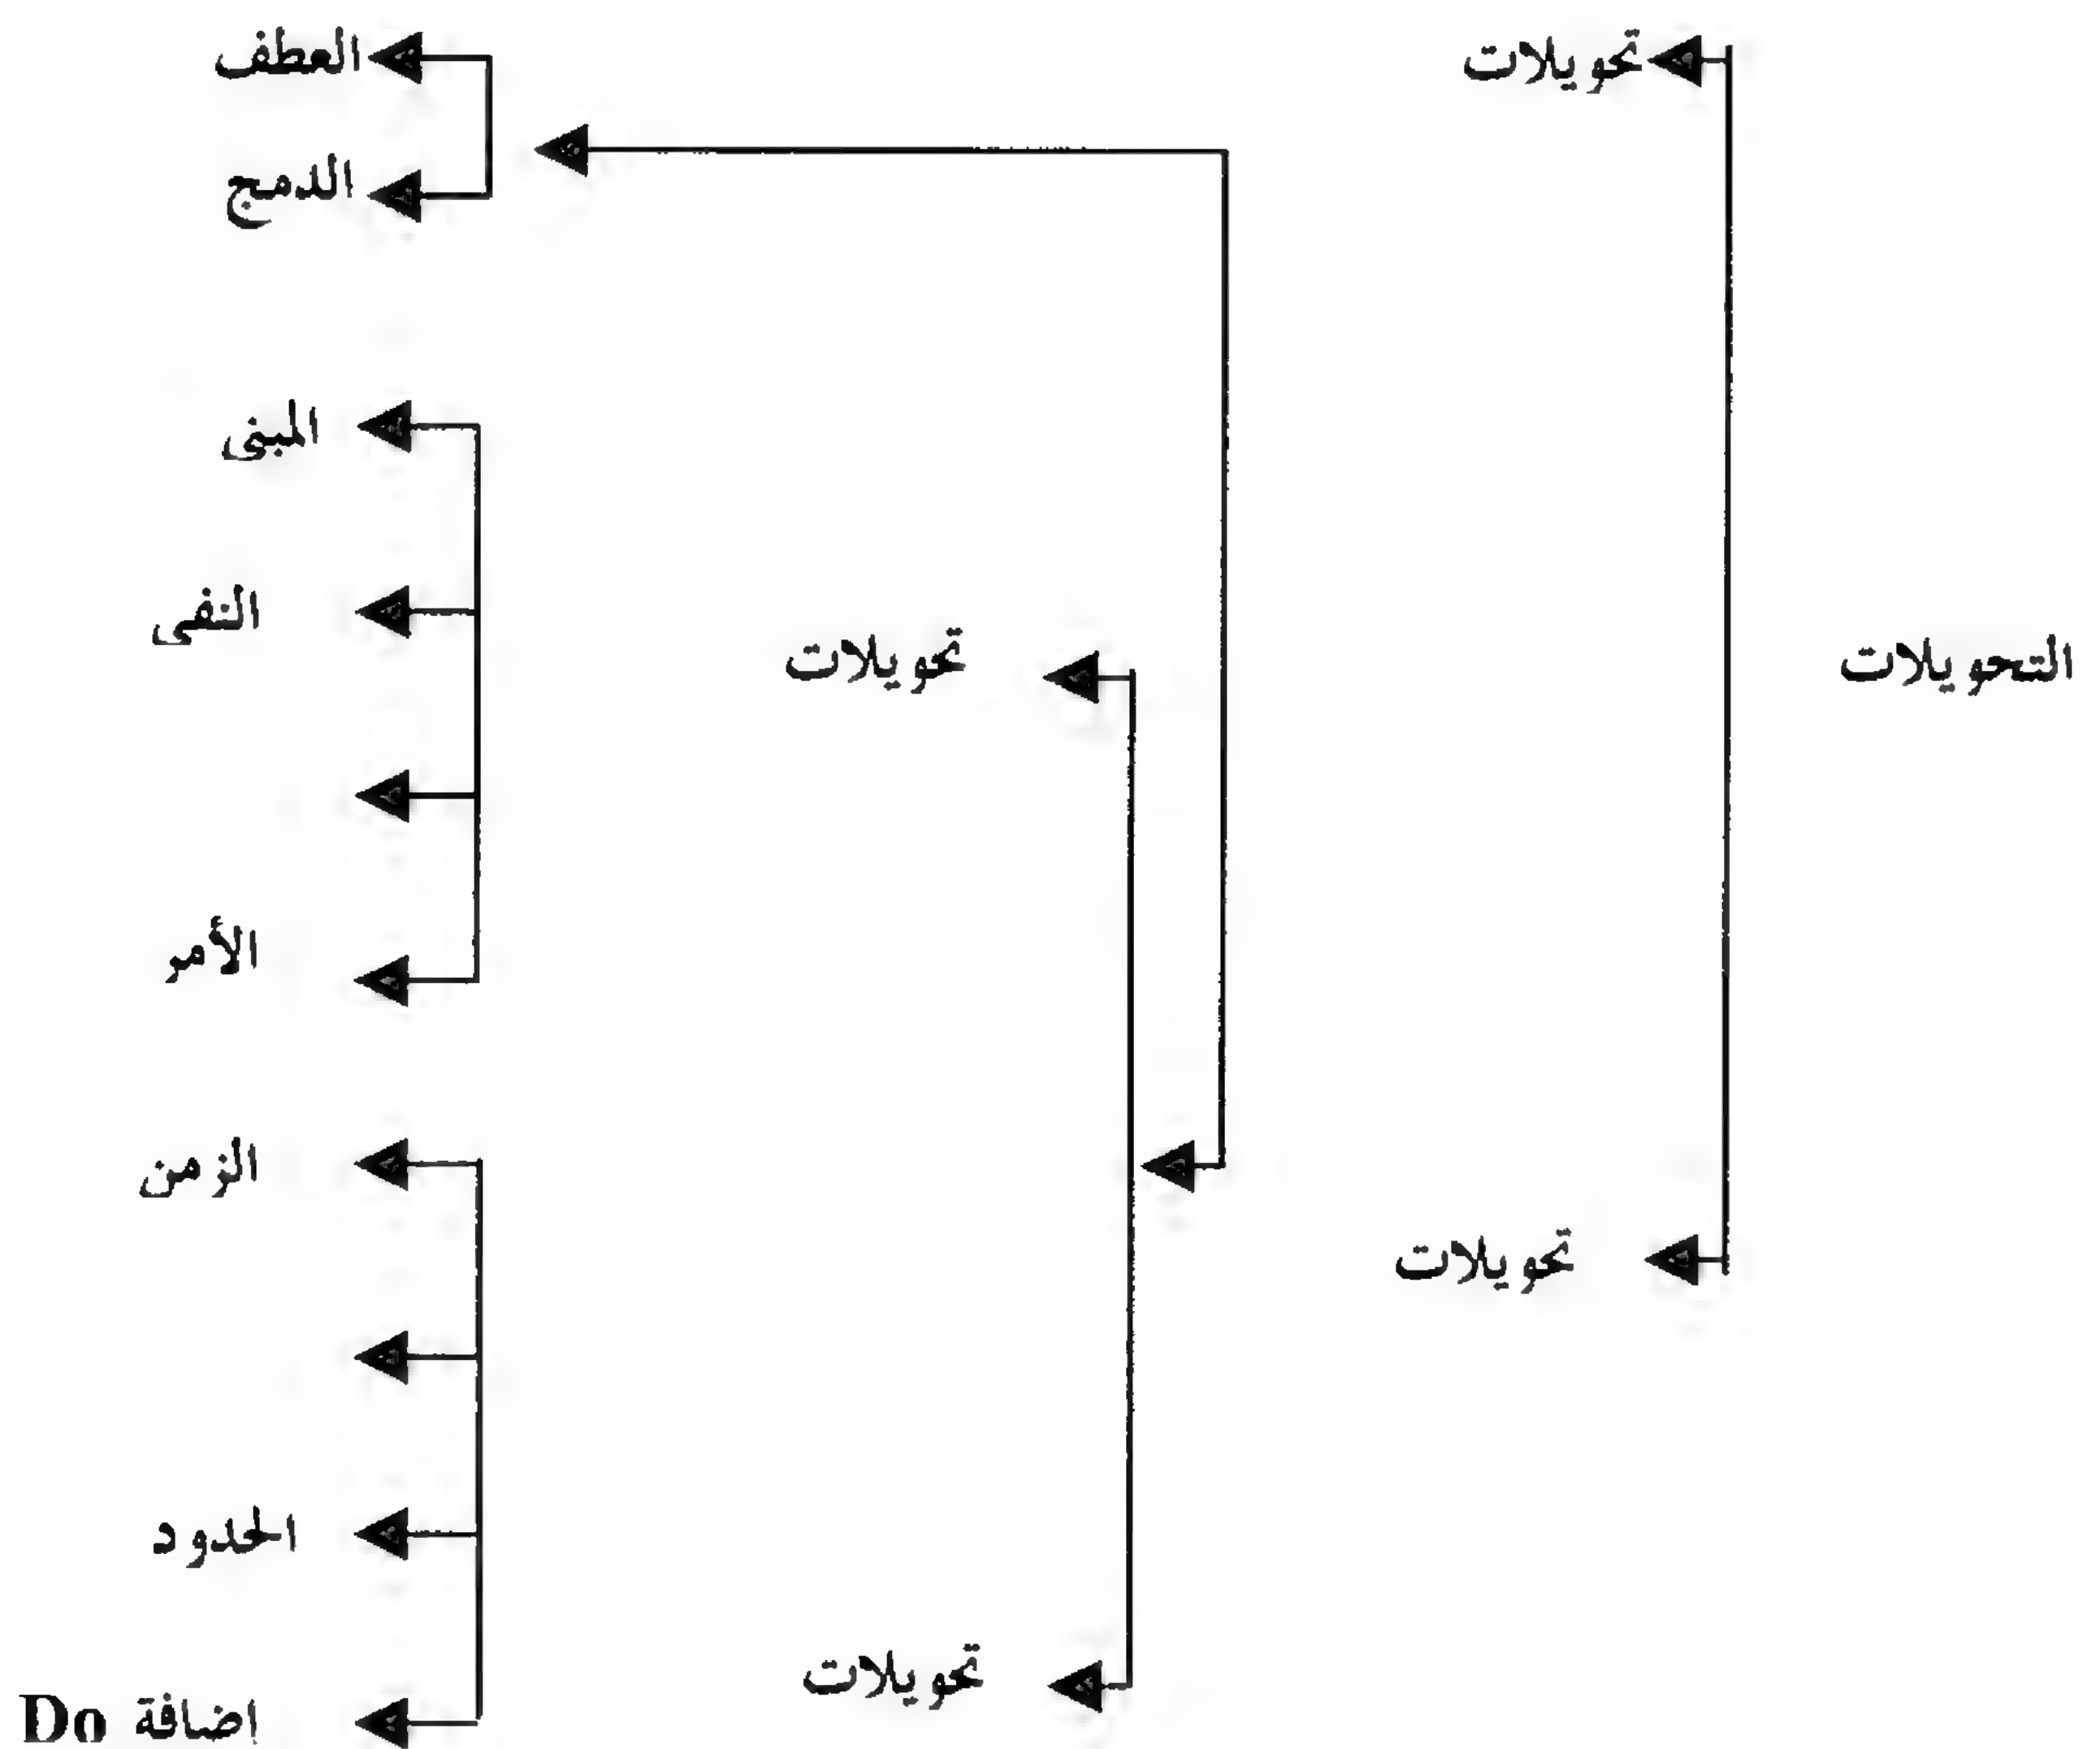 التحويلات
تحويلات
تحويلات
تحويلات
تحويلات
العطف
الدمج
المبنى
النفى
الأمر
الزمن
الحدود
إضافة Do